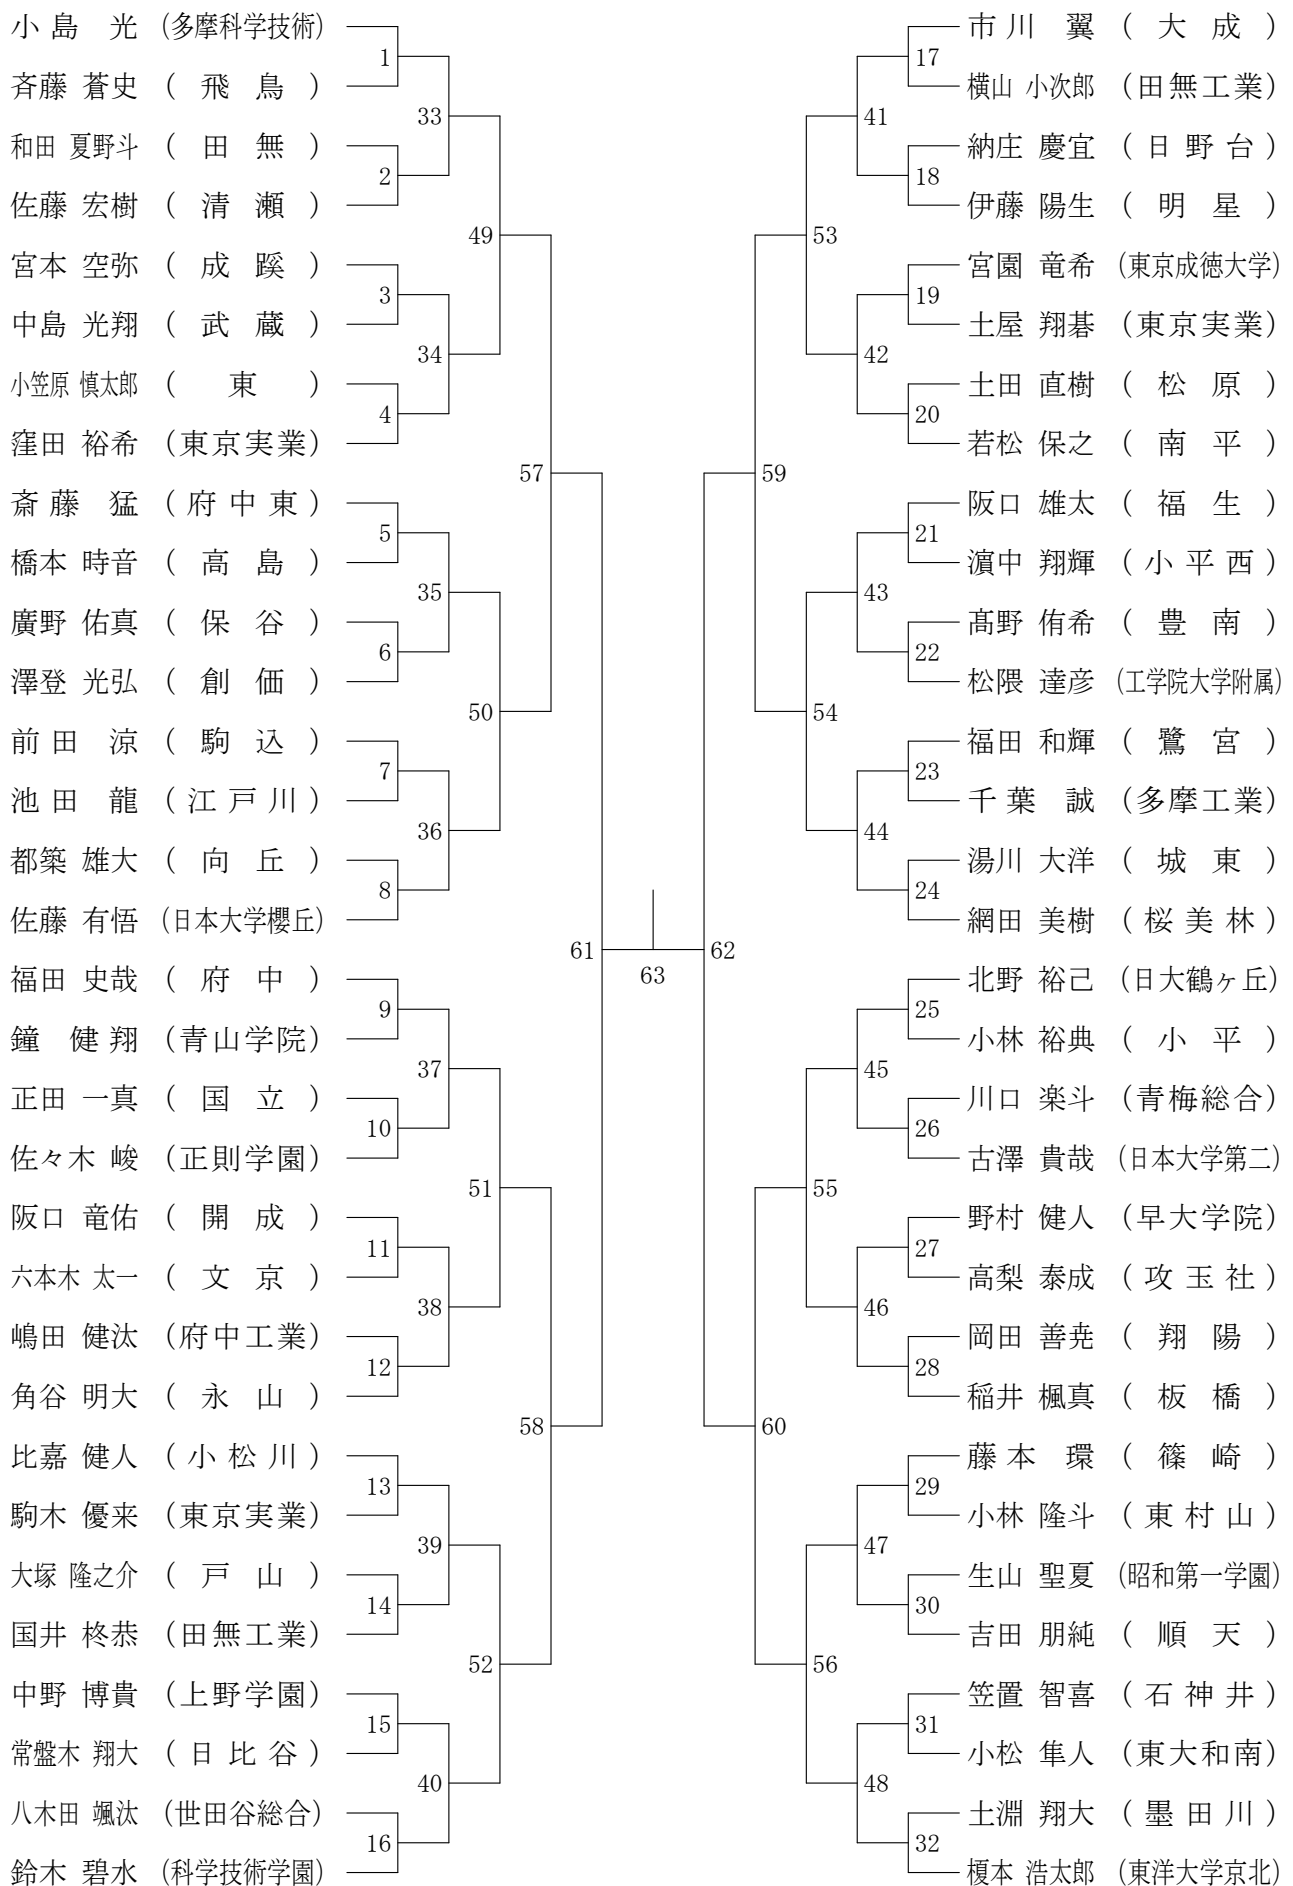 小島 光 (多摩科学技術)
斉藤 蒼史 (飛鳥)
和田 夏野斗 (田無)
佐藤 宏樹 (清瀬)
宮本 空弥 (成蹊)
中島 光翔 (武蔵)
小笠原 慎太郎 (東)
窪田 裕希 (東京実業)
斎藤 猛 (府中東)
橋本 時音 (高島)
廣野 佑真 (保谷)
澤登 光弘 (創価)
前田 涼 (駒込)
池田 龍 (江戸川)
都築 雄大 (向丘)
佐藤 有悟 (日本大学櫻丘)
福田 史哉 (府中)
鐘 健翔 (青山学院)
正田 一真 (国立)
佐々木 峻 (正則学園)
阪口 竜佑 (開成)
六本木 太一 (文京)
嶋田 健汰 (府中工業)
角谷 明大 (永山)
比嘉 健人 (小松川)
駒木 優来 (東京実業)
大塚 隆之介 (戸山)
国井 柊恭 (田無工業)
中野 博貴 (上野学園)
常盤木 翔大 (日比谷)
八木田 颯汰 (世田谷総合)
鈴木 碧水 (科学技術学園)
1
2
3
4
5
6
7
8
9
10
11
12
13
14
15
16
33
34
35
36
37
38
39
40
49
50
51
52
57
58
61
63
62
59
60
53
54
55
56
41
42
43
44
45
46
47
48
17
18
19
20
21
22
23
24
25
26
27
28
29
30
31
32
市川 翼 (大成)
横山 小次郎 (田無工業)
納庄 慶宜 (日野台)
伊藤 陽生 (明星)
宮園 竜希 (東京成徳大学)
土屋 翔碁 (東京実業)
土田 直樹 (松原)
若松 保之 (南平)
阪口 雄太 (福生)
濵中 翔輝 (小平西)
髙野 侑希 (豊南)
松隈 達彦 (工学院大学附属)
福田 和輝 (鷺宮)
千葉 誠 (多摩工業)
湯川 大洋 (城東)
網田 美樹 (桜美林)
北野 裕己 (日大鶴ヶ丘)
小林 裕典 (小平)
川口 楽斗 (青梅総合)
古澤 貴哉 (日本大学第二)
野村 健人 (早大学院)
高梨 泰成 (攻玉社)
岡田 善尭 (翔陽)
稲井 楓真 (板橋)
藤本 環 (篠崎)
小林 隆斗 (東村山)
生山 聖夏 (昭和第一学園)
吉田 朋純 (順天)
笠置 智喜 (石神井)
小松 隼人 (東大和南)
土淵 翔大 (墨田川)
榎本 浩太郎 (東洋大学京北)